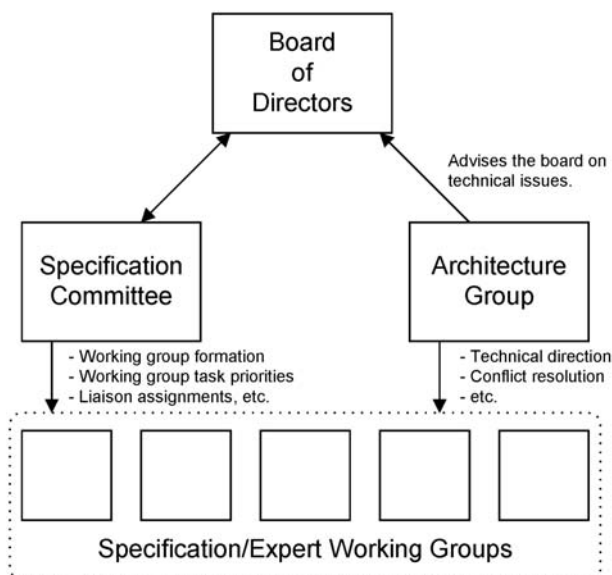 Board
of
Directors
Advises the board on
technical issues.
Specification
Committee
Architecture
Group
- Working group formation
- Working group task priorities
- Liaison assignments, etc.
- Technical direction
- Conflict resolution
- etc.
Specification/Expert Working Groups